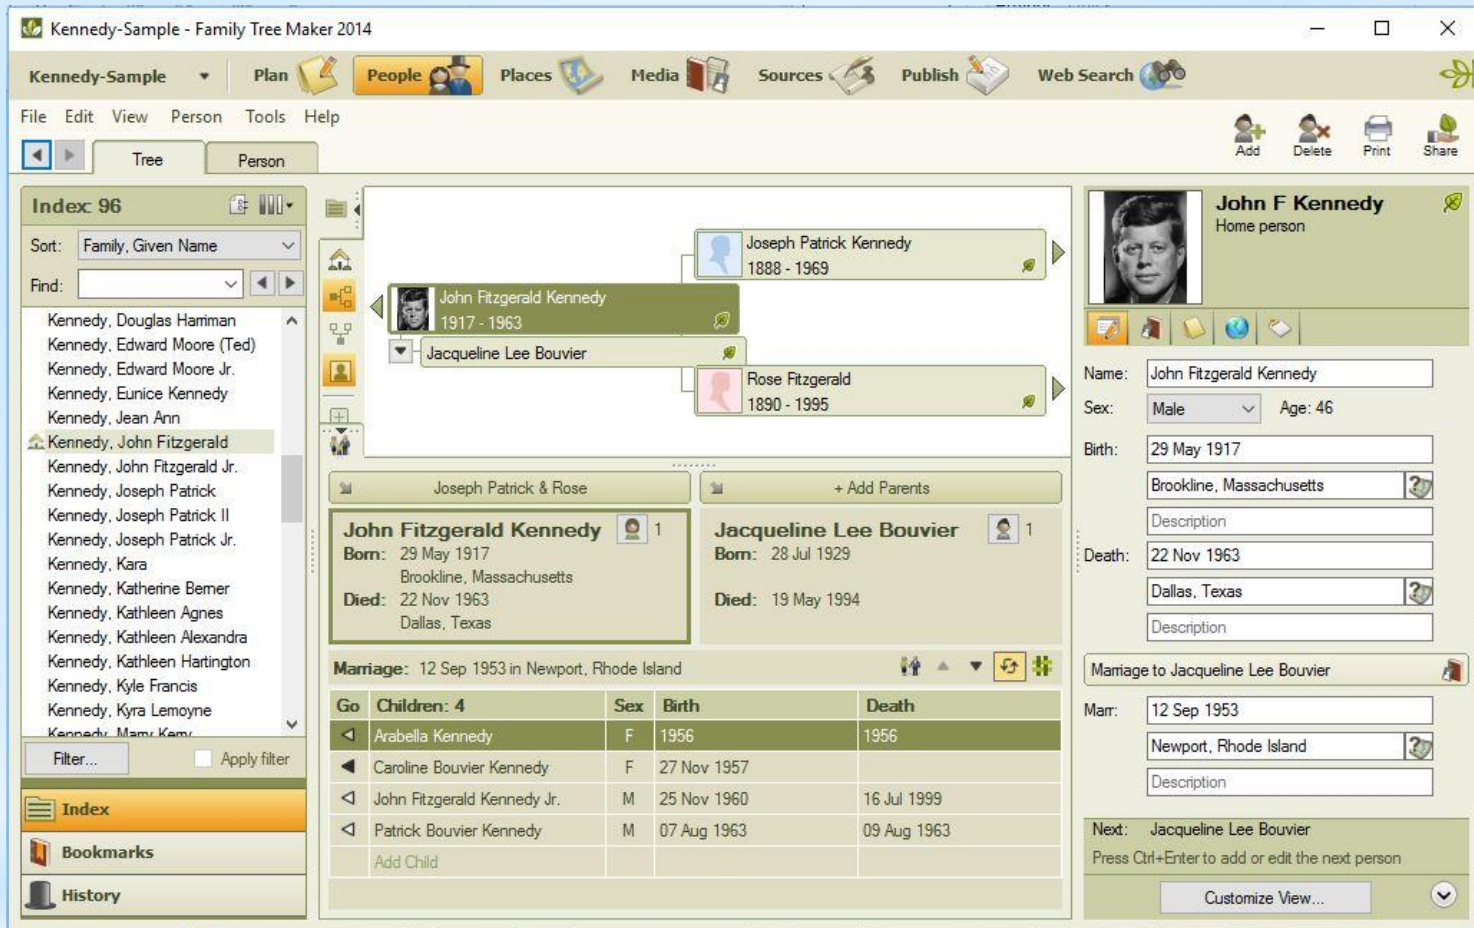 Kennedy-Sample - Family Tree Maker 2014
Kennedy-Sample Plan People Places Media Sources Publish Web Search
File Edit View Person Tools Help
Add Delete Print Share
Tree Person
Index: 96
Sort: Family, Given Name
Find:
Kennedy, Douglas Harriman
Kennedy, Edward Moore (Ted)
Kennedy, Edward Moore Jr.
Kennedy, Eunice Kennedy
Kennedy, Jean Ann
Kennedy, John Fitzgerald
Kennedy, John Fitzgerald Jr.
Kennedy, Joseph Patrick
Kennedy, Joseph Patrick II
Kennedy, Joseph Patrick Jr.
Kennedy, Kara
Kennedy, Katherine Berner
Kennedy, Kathleen Agnes
Kennedy, Kathleen Alexandra
Kennedy, Kathleen Hartington
Kennedy, Kyle Francis
Kennedy, Kyra Lemoyne
Kennedy, Mary Kerry
Filter... Apply filter
Index
Bookmarks
History
Joseph Patrick Kennedy
1888 - 1969
John Fitzgerald Kennedy
1917 - 1963
Jacqueline Lee Bouvier
Rose Fitzgerald
1890 - 1995
Joseph Patrick & Rose
+ Add Parents
John Fitzgerald Kennedy 1
Born: 29 May 1917
Brookline, Massachusetts
Died: 22 Nov 1963
Dallas, Texas
Jacqueline Lee Bouvier 1
Born: 28 Jul 1929
Died: 19 May 1994
Marriage: 12 Sep 1953 in Newport, Rhode Island
Go Children: 4 Sex Birth Death
Arabella Kennedy F 1956 1956
Caroline Bouvier Kennedy F 27 Nov 1957
John Fitzgerald Kennedy Jr. M 25 Nov 1960 16 Jul 1999
Patrick Bouvier Kennedy M 07 Aug 1963 09 Aug 1963
Add Child
John F Kennedy
Home person
Name: John Fitzgerald Kennedy
Sex: Male Age: 46
Birth: 29 May 1917
Brookline, Massachusetts
Description
Death: 22 Nov 1963
Dallas, Texas
Description
Marriage to Jacqueline Lee Bouvier
Marr: 12 Sep 1953
Newport, Rhode Island
Description
Next: Jacqueline Lee Bouvier
Press Ctrl+Enter to add or edit the next person
Customize View...